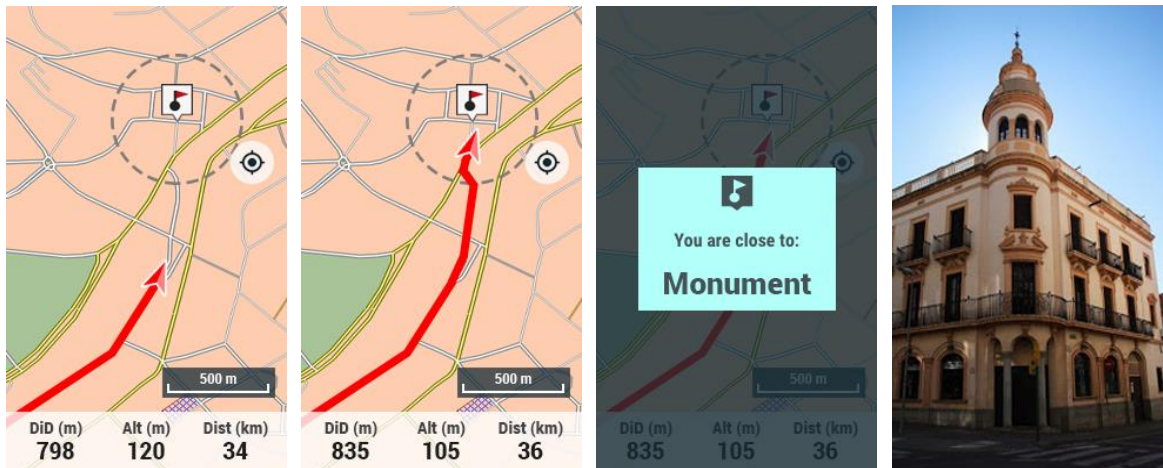 500 m
DiD (m) Alt (m) Dist (km)
798 120 34
500 m
DiD (m) Alt (m) Dist (km)
835 105 36
You are close to:
Monument
500 m
DiD (m) Alt (m) Dist (km)
835 105 36